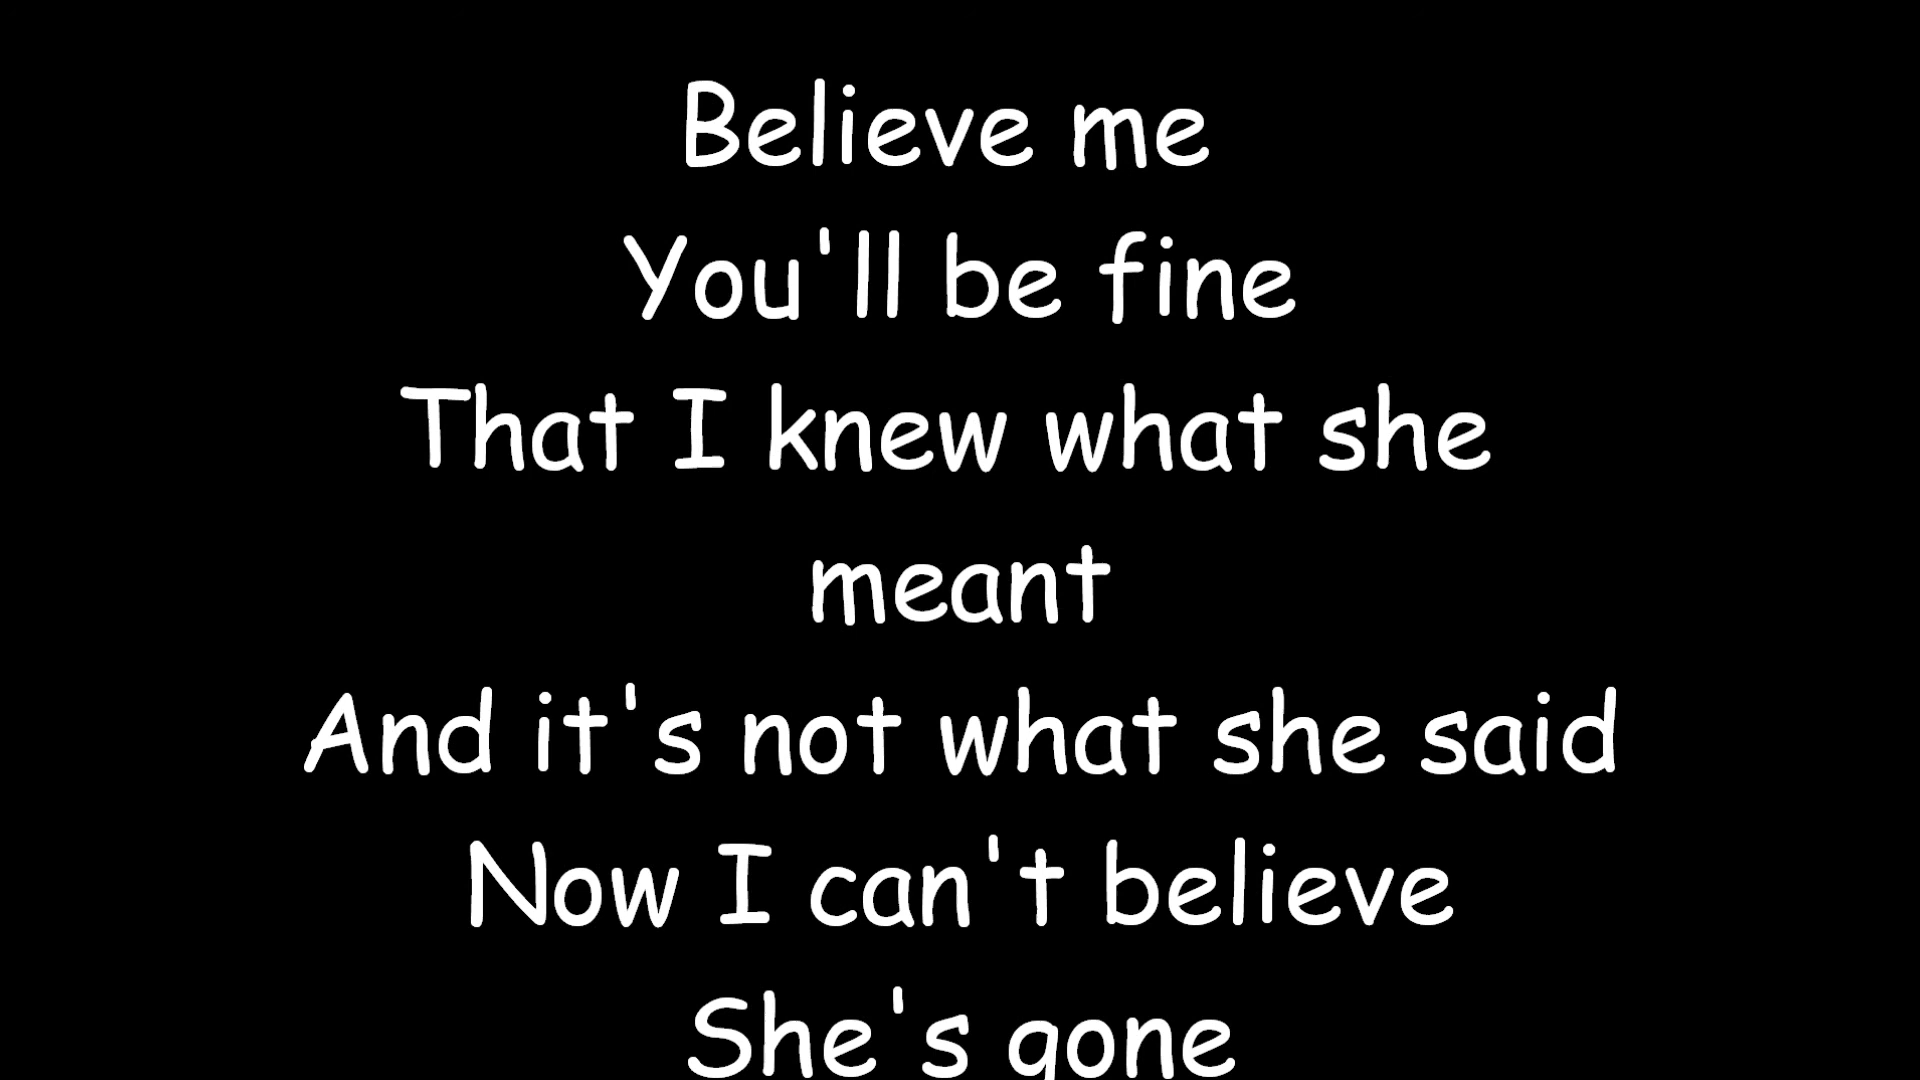 Believe me
You'll be fine
That I knew what she
meant
And it's not what she said
Now I can't believe
She's gone